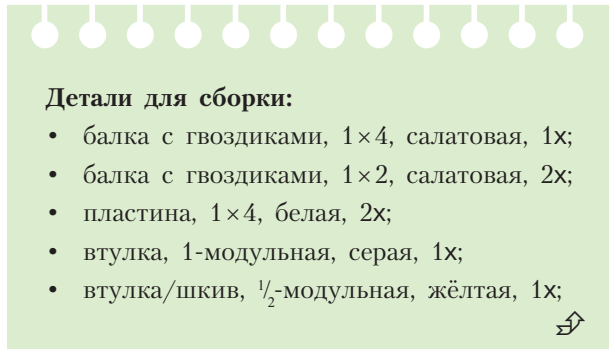 Детали для сборки:
• балка с гвоздиками, 1×4, салатовая, 1x;
• балка с гвоздиками, 1×2, салатовая, 2x;
• пластина, 1×4, белая, 2x;
• втулка, 1-модульная, серая, 1x;
• втулка/шкив, 1/2-модульная, жёлтая, 1x;